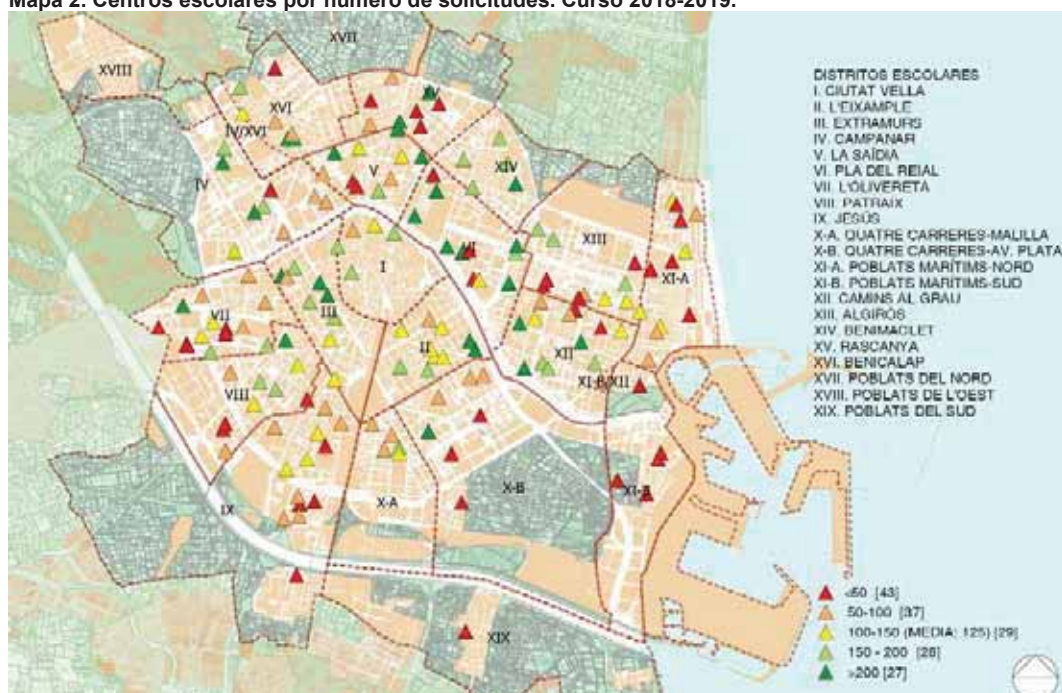 Mapa 2. Centros escolares por número de solicitudes. Curso 2018-2019.
XVII
XVIII
XVI
XV
IV/XVI
IV
V
XIV
VI
XIII
XI-A
I
III
VII
II
XII
XI-B/XII
VIII
X-B
XI-B
X-A
IX
XIX
DISTRITOS ESCOLARES
I. CIUTAT VELLA
II. L'EIXAMPLE
III. EXTRAMURS
IV. CAMPANAR
V. LA SAÏDIA
VI. PLA DEL REIAL
VII. L'OLIVERETA
VIII. PATRAIX
IX. JESÚS
X-A. QUATRE CARRERES-MALILLA
X-B. QUATRE CARRERES-AV. PLATA
XI-A. POBLATS MARÍTIMS-NORD
XI-B. POBLATS MARÍTIMS-SUD
XII. CAMINS AL GRAU
XIII. ALGIRÓS
XIV. BENIMACLET
XV. RASCANYA
XVI. BENICALAP
XVII. POBLATS DEL NORD
XVIII. POBLATS DE L'OEST
XIX. POBLATS DEL SUD
<50 [43]
50-100 [37]
100-150 (MEDIA: 125) [29]
150 - 200 [28]
>200 [27]